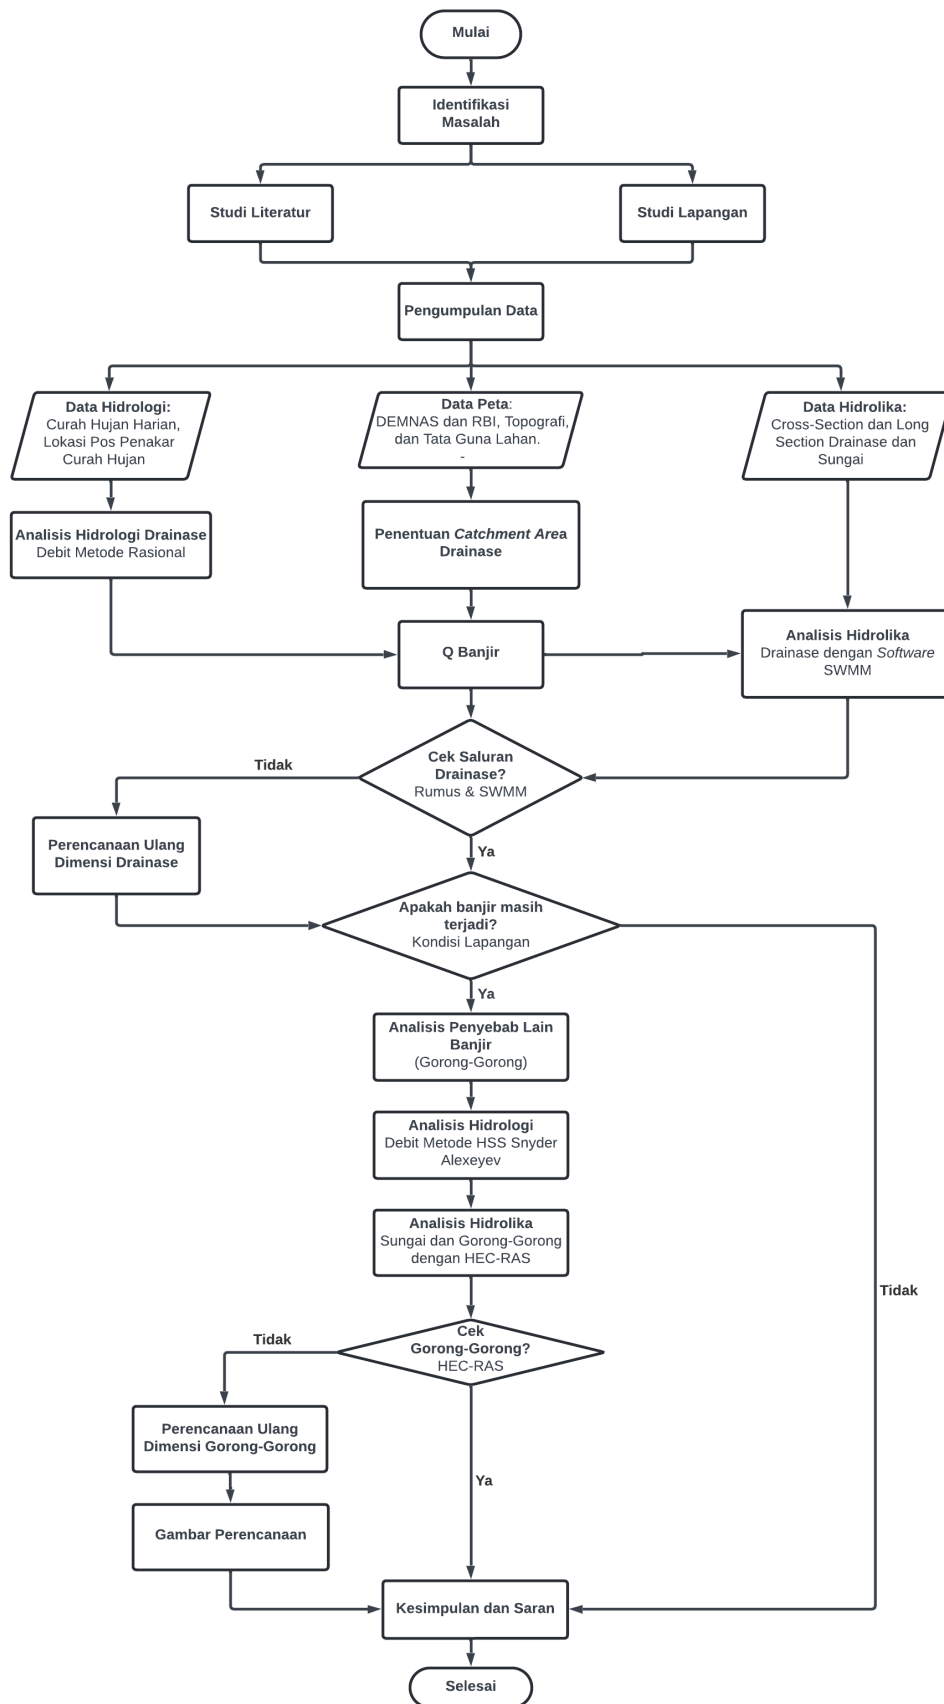 Mulai
Identifikasi
Masalah
Studi Literatur
Studi Lapangan
Pengumpulan Data
Data Hidrologi:
Curah Hujan Harian,
Lokasi Pos Penakar
Curah Hujan
Data Peta:
DEMNAS dan RBI, Topografi,
dan Tata Guna Lahan.
-
Data Hidrolika:
Cross-Section dan Long
Section Drainase dan
Sungai
Analisis Hidrologi Drainase
Debit Metode Rasional
Penentuan Catchment Area
Drainase
Q Banjir
Analisis Hidrolika
Drainase dengan Software
SWMM
Cek Saluran
Drainase?
Rumus & SWMM
Tidak
Perencanaan Ulang
Dimensi Drainase
Ya
Apakah banjir masih
terjadi?
Kondisi Lapangan
Ya
Analisis Penyebab Lain
Banjir
(Gorong-Gorong)
Analisis Hidrologi
Debit Metode HSS Snyder
Alexeyev
Analisis Hidrolika
Sungai dan Gorong-Gorong
dengan HEC-RAS
Tidak
Cek
Gorong-Gorong?
HEC-RAS
Tidak
Perencanaan Ulang
Dimensi Gorong-Gorong
Ya
Gambar Perencanaan
Kesimpulan dan Saran
Selesai